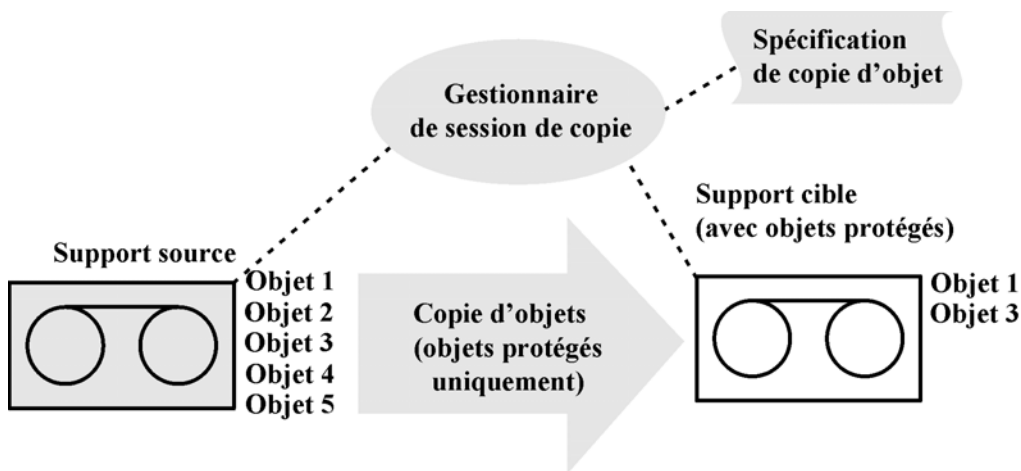 Spécification
de copie d’objet
Gestionnaire
de session de copie
Support cible
(avec objets protégés)
Support source
Objet 1
Objet 2
Objet 3
Objet 4
Objet 5
Copie d’objets
(objets protégés
uniquement)
Objet 1
Objet 3